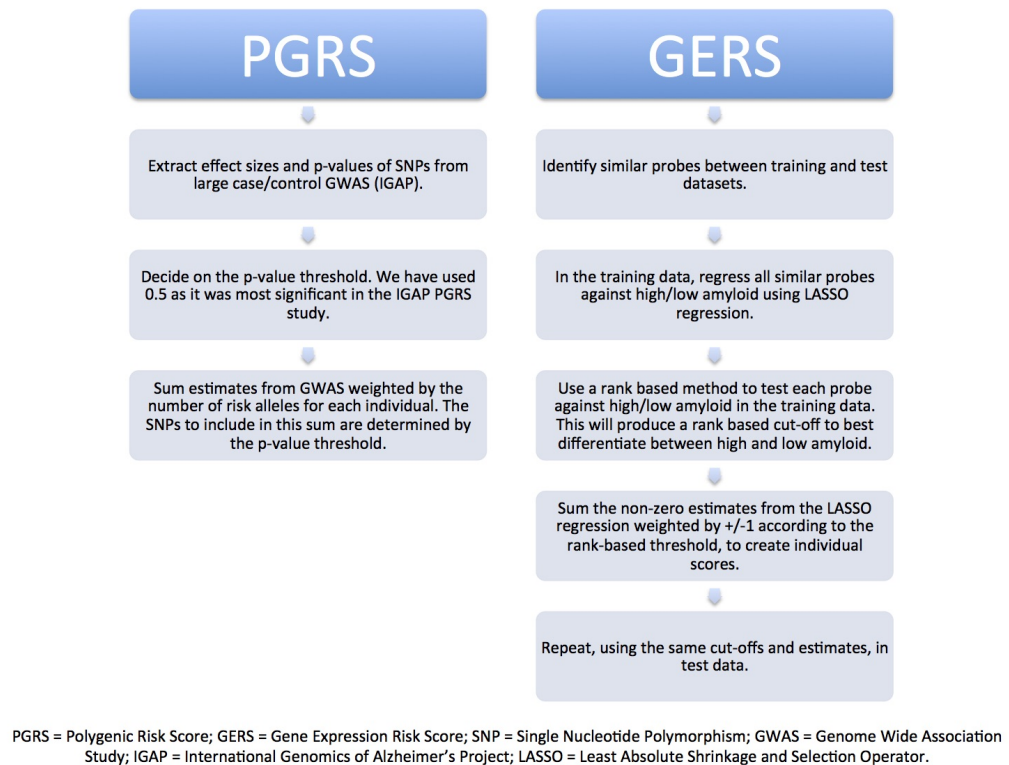 PGRS
Extract effect sizes and p-values of SNPs from
large case/control GWAS (IGAP).
Decide on the p-value threshold. We have used
0.5 as it was most significant in the IGAP PGRS
study.
Sum estimates from GWAS weighted by the
number of risk alleles for each individual. The
SNPs to include in this sum are determined by
the p-value threshold.
GERS
Identify similar probes between training and test
datasets.
In the training data, regress all similar probes
against high/low amyloid using LASSO
regression.
Use a rank based method to test each probe
against high/low amyloid in the training data.
This will produce a rank based cut-off to best
differentiate between high and low amyloid.
Sum the non-zero estimates from the LASSO
regression weighted by +/-1 according to the
rank-based threshold, to create individual
scores.
Repeat, using the same cut-offs and estimates, in
test data.
PGRS = Polygenic Risk Score; GERS = Gene Expression Risk Score; SNP = Single Nucleotide Polymorphism; GWAS = Genome Wide Association
Study; IGAP = International Genomics of Alzheimer's Project; LASSO = Least Absolute Shrinkage and Selection Operator.